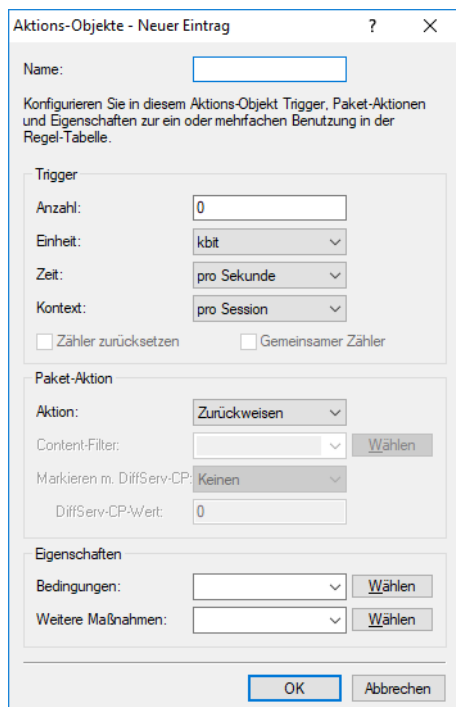 Aktions-Objekte - Neuer Eintrag ?
Name:
Konfigurieren Sie in diesem Aktions-Objekt Trigger, Paket-Aktionen
und Eigenschaften zur ein oder mehrfachen Benutzung in der
Regel-Tabelle.
Trigger
Anzahl: 0
Einheit: kbit
Zeit: pro Sekunde
Kontext: pro Session
Zähler zurücksetzen Gemeinsamer Zähler
Paket-Aktion
Aktion: Zurückweisen
Content-Filter: Wählen
Markieren m. DiffServ-CP: Keinen
DiffServ-CP-Wert: 0
Eigenschaften
Bedingungen: Wählen
Weitere Maßnahmen: Wählen
OK Abbrechen